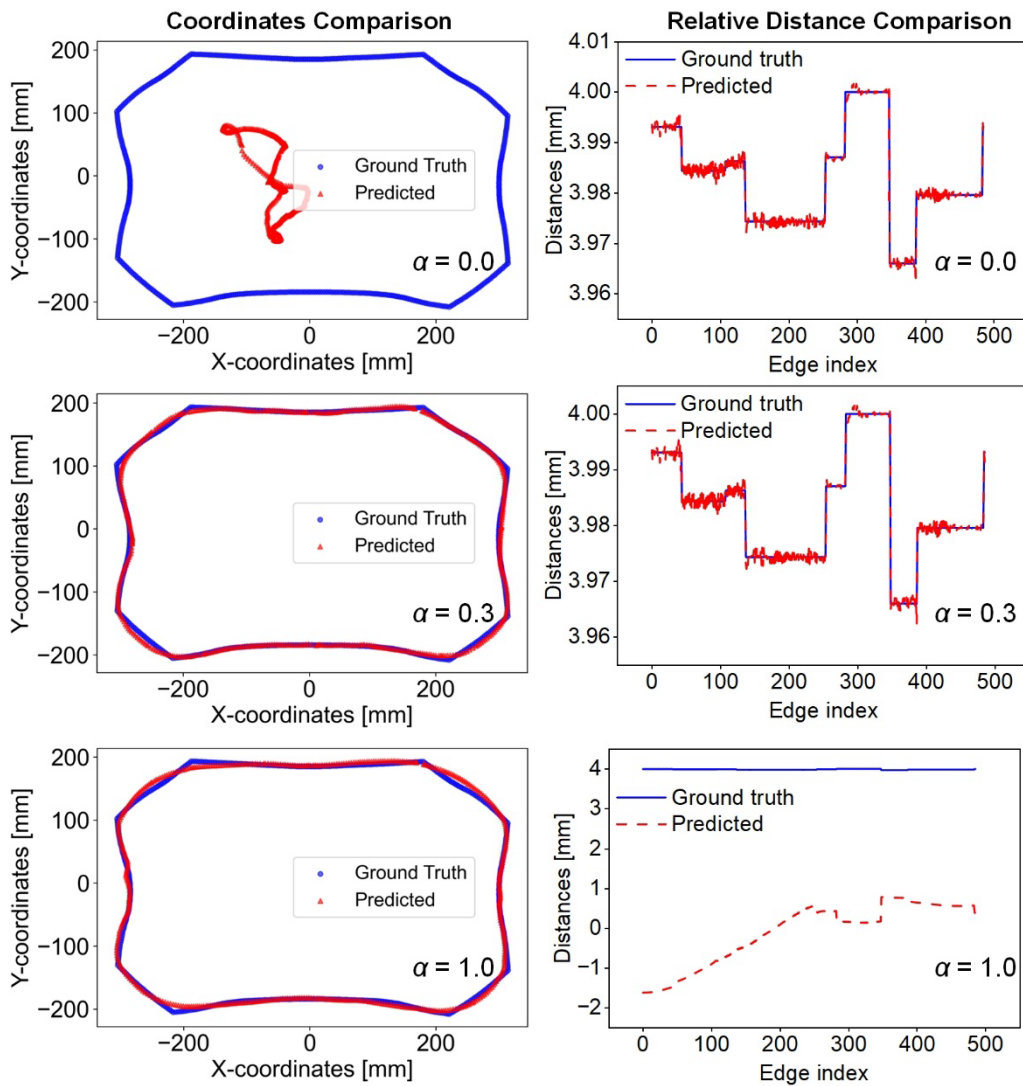 Coordinates Comparison
Y-coordinates [mm]
200
100
0
−100
−200
Ground Truth
Predicted
α = 0.0
−200
0
200
X-coordinates [mm]
Relative Distance Comparison
Distances [mm]
4.01
4.00
3.99
3.98
3.97
3.96
Ground truth
Predicted
α = 0.0
0
100
200
300
400
500
Edge index
Y-coordinates [mm]
200
100
0
−100
−200
Ground Truth
Predicted
α = 0.3
−200
0
200
X-coordinates [mm]
Distances [mm]
4.00
3.99
3.98
3.97
3.96
Ground truth
Predicted
α = 0.3
0
100
200
300
400
500
Edge index
Y-coordinates [mm]
200
100
0
−100
−200
Ground Truth
Predicted
α = 1.0
−200
0
200
X-coordinates [mm]
Distances [mm]
4
3
2
1
0
−1
−2
Ground truth
Predicted
α = 1.0
0
100
200
300
400
500
Edge index